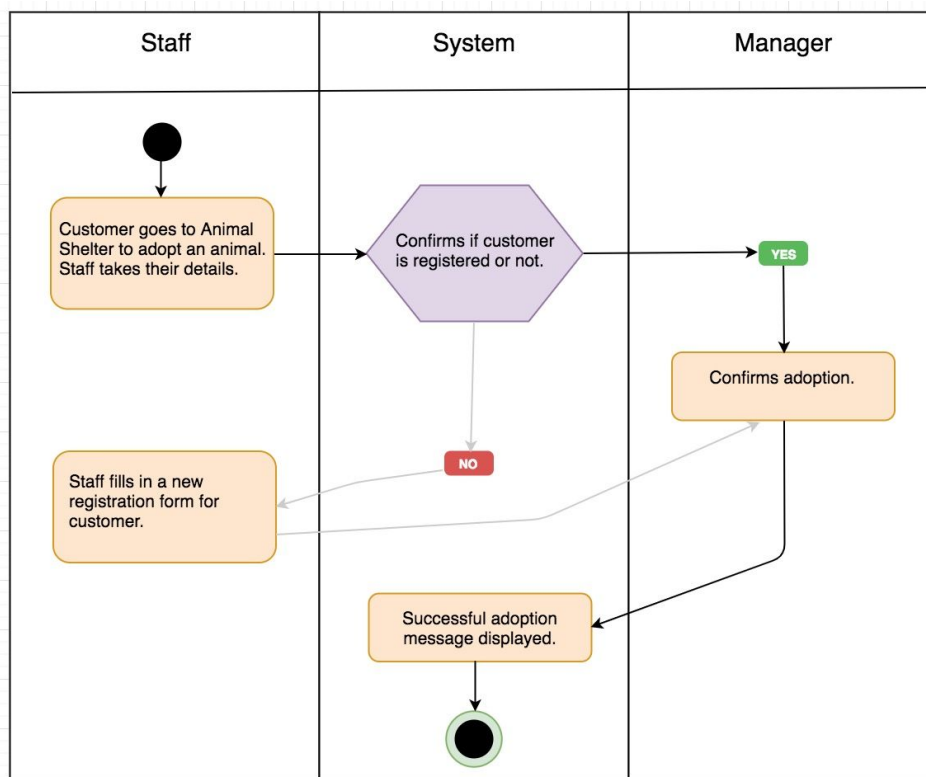 Staff
System
Manager
Customer goes to Animal
Shelter to adopt an animal.
Staff takes their details.
Confirms if customer
is registered or not.
YES
Confirms adoption.
NO
Staff fills in a new
registration form for
customer.
Successful adoption
message displayed.